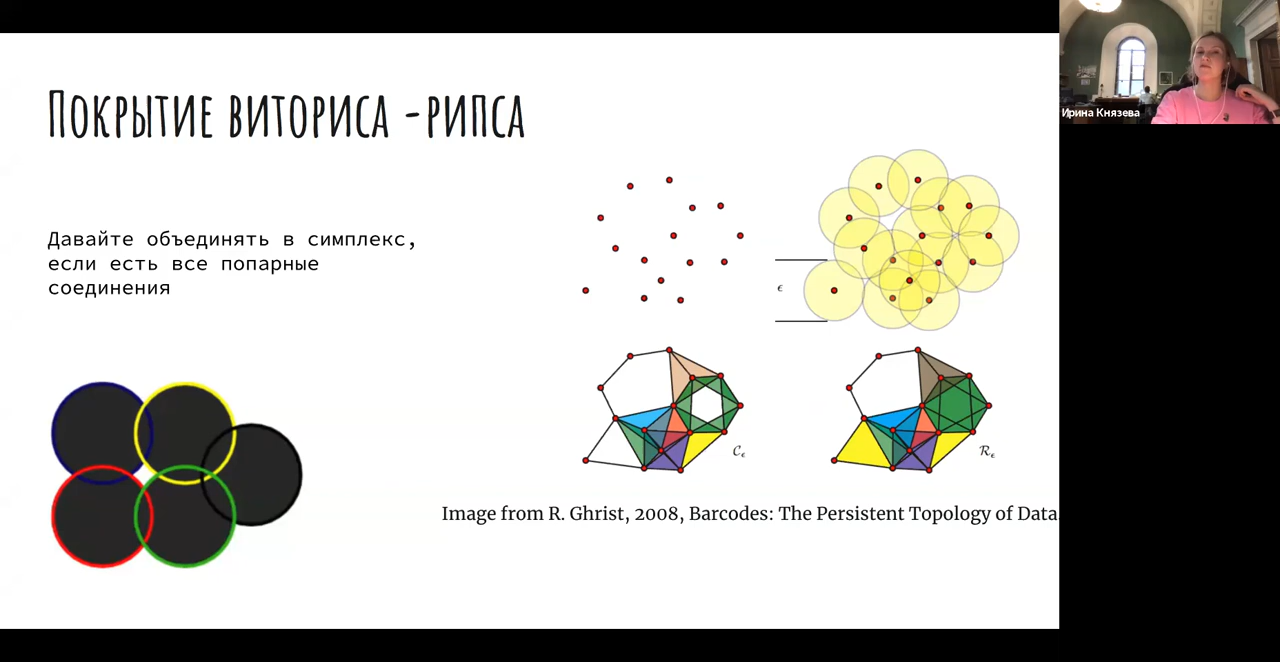 Покрытие виториса -рипса
Давайте объединять в симплекс,
если есть все попарные
соединения
ϵ
𝒞ϵ
ℛϵ
Image from R. Ghrist, 2008, Barcodes: The Persistent Topology of Data.
Ирина Князева